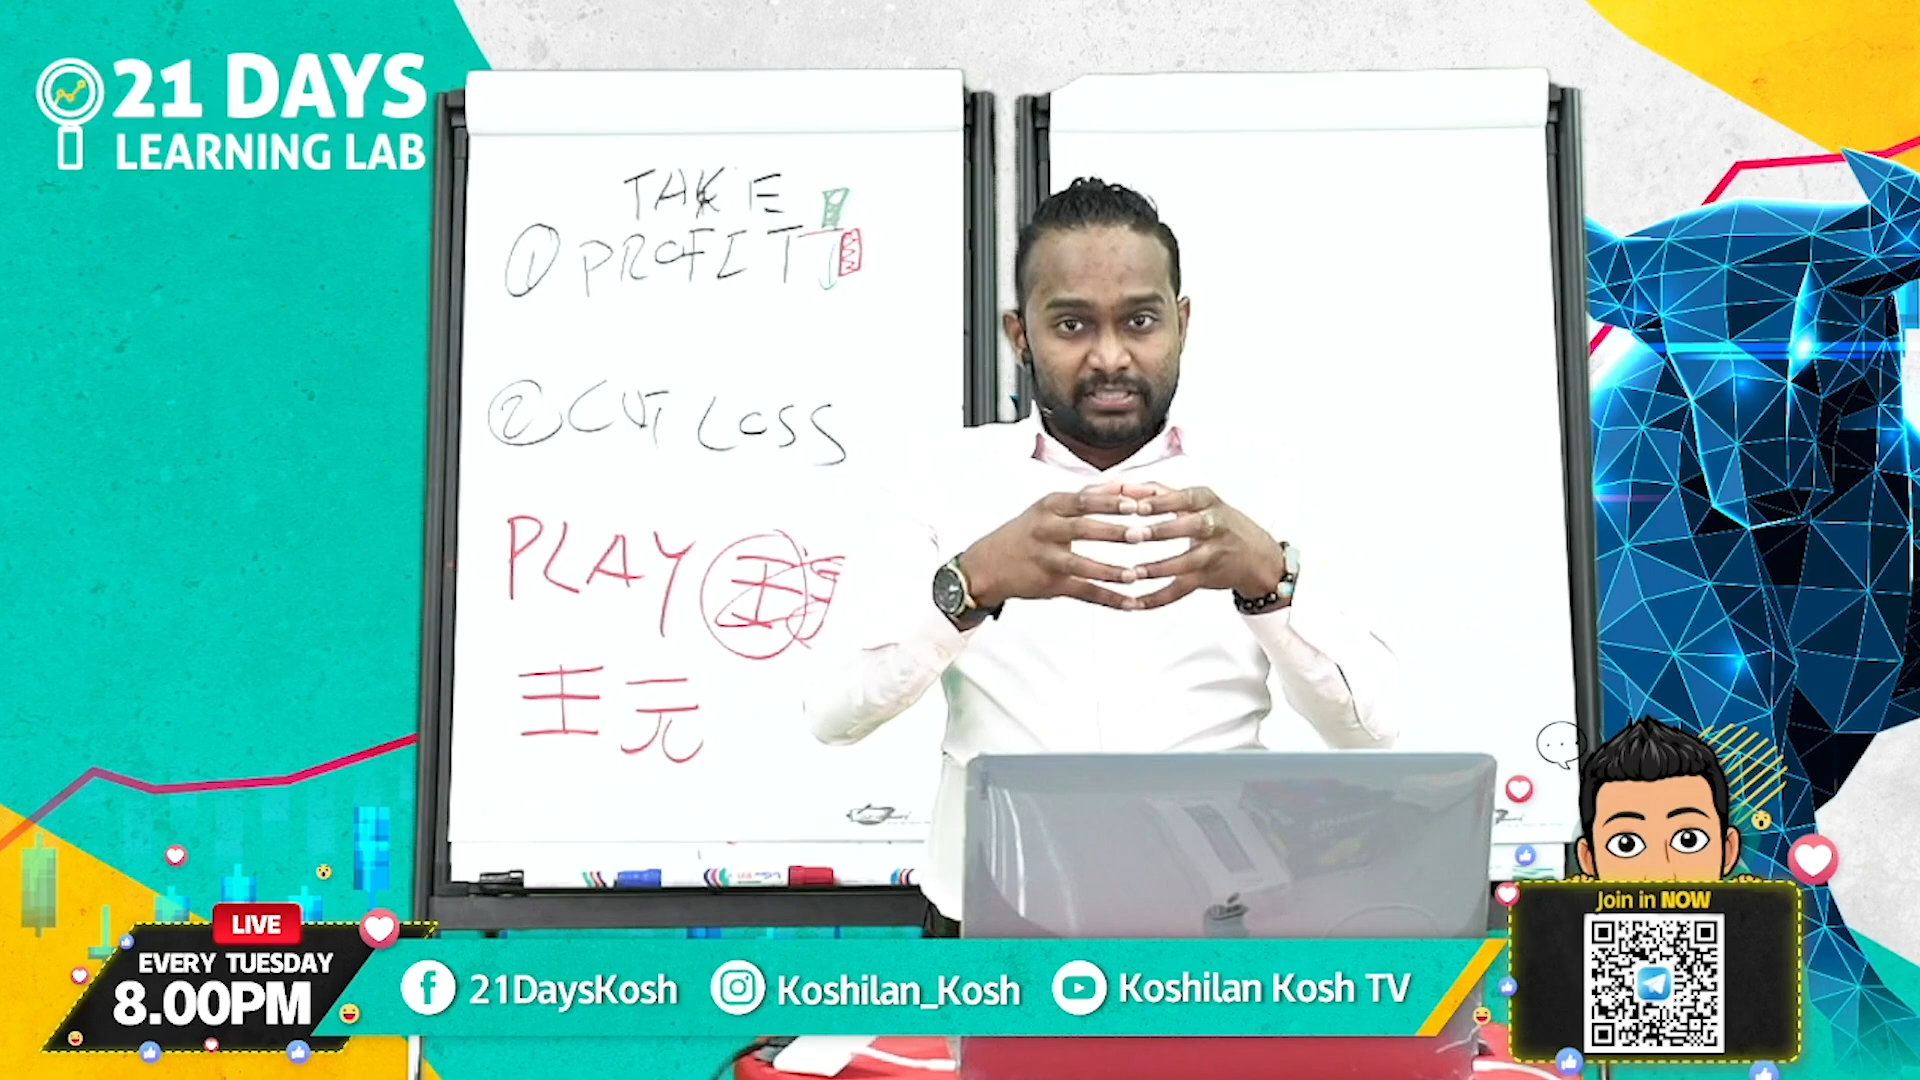 21 DAYS
LEARNING LAB
TAKE
① PROFIT
② CUT LOSS
PLAY
主元
LIVE
EVERY TUESDAY
8.00PM
21DaysKosh
Koshilan_Kosh
Koshilan Kosh TV
Join in NOW